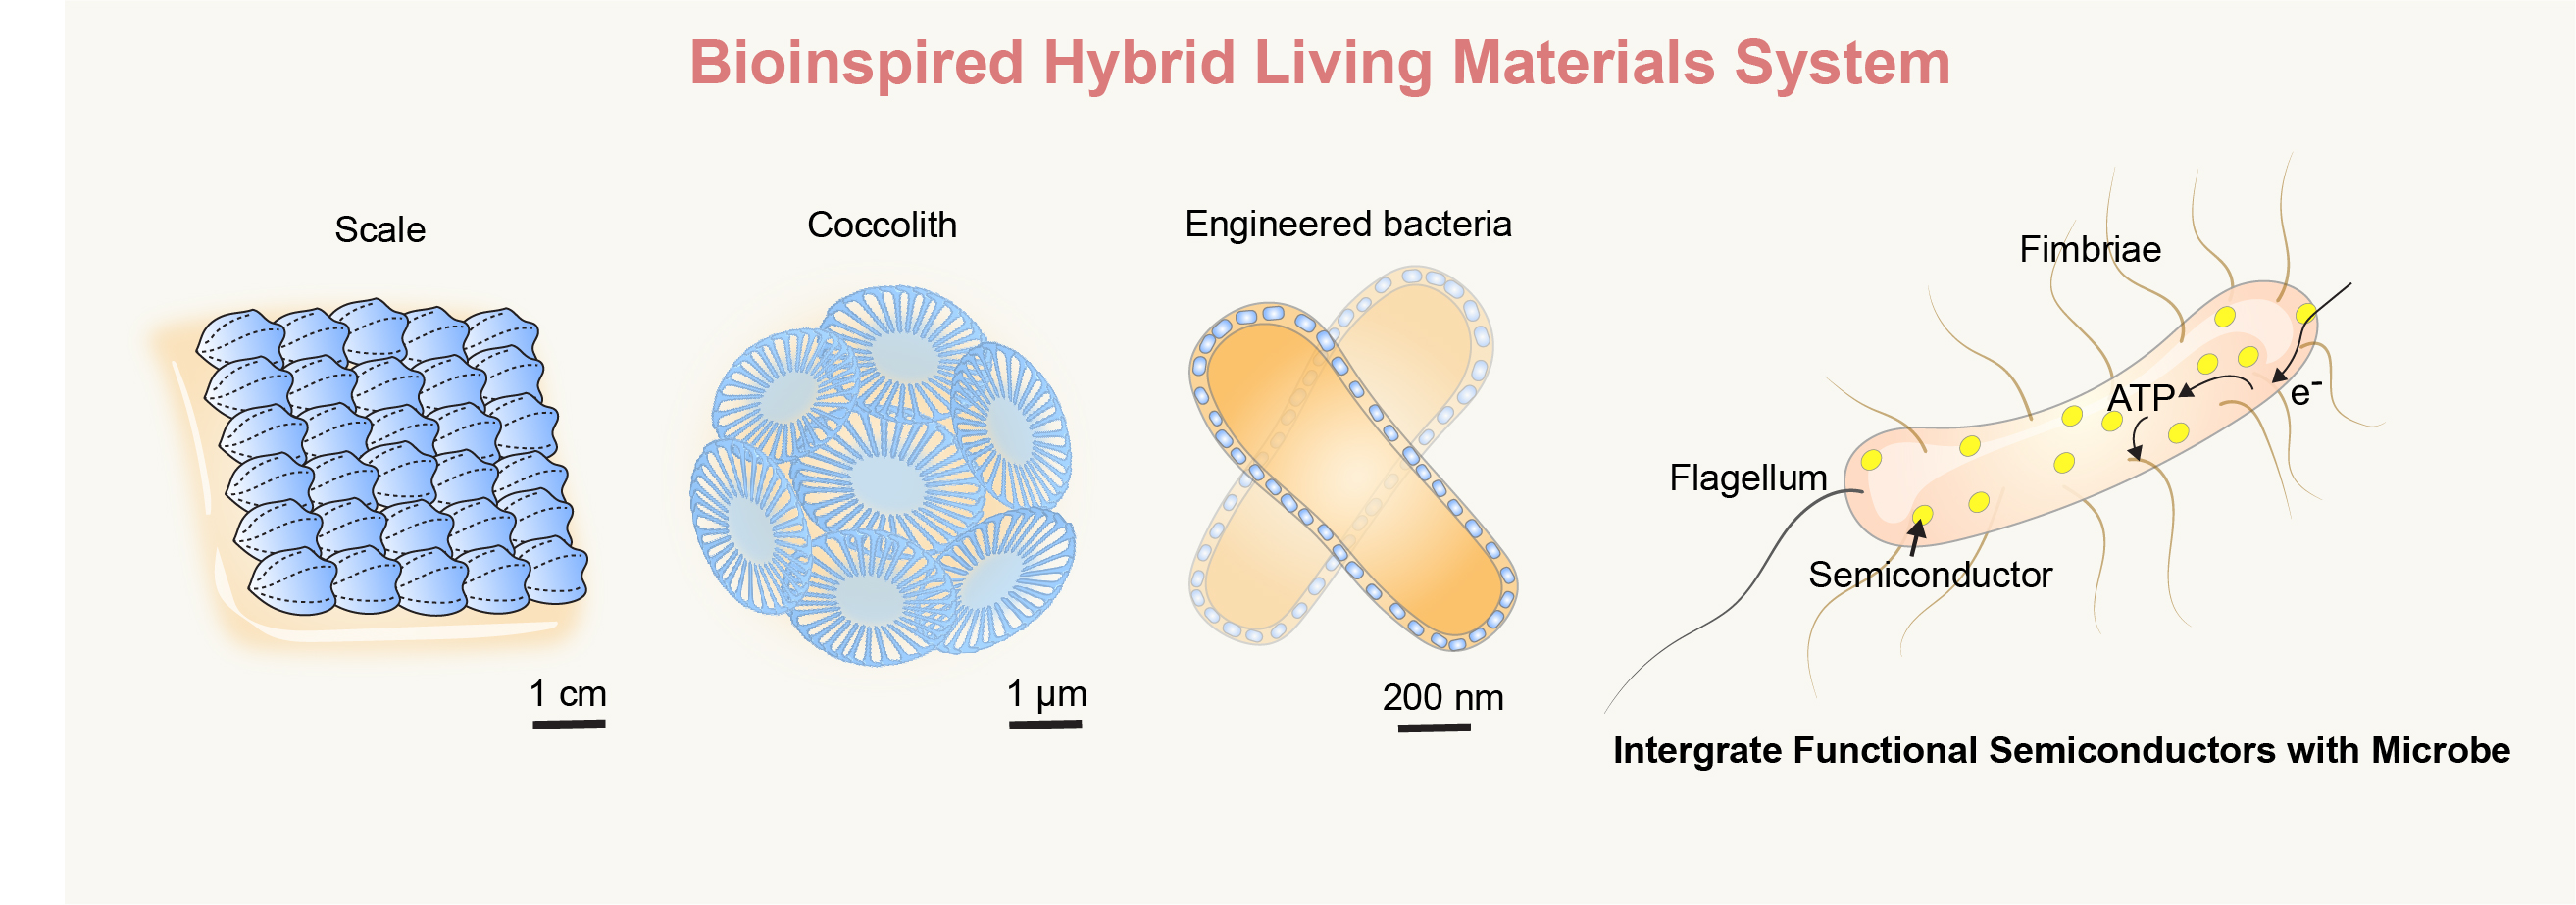 Bioinspired Hybrid Living Materials System
Scale
Coccolith
Engineered bacteria
1 cm
1 µm
200 nm
Fimbriae
ATP
e-
Flagellum
Semiconductor
Intergrate Functional Semiconductors with Microbe